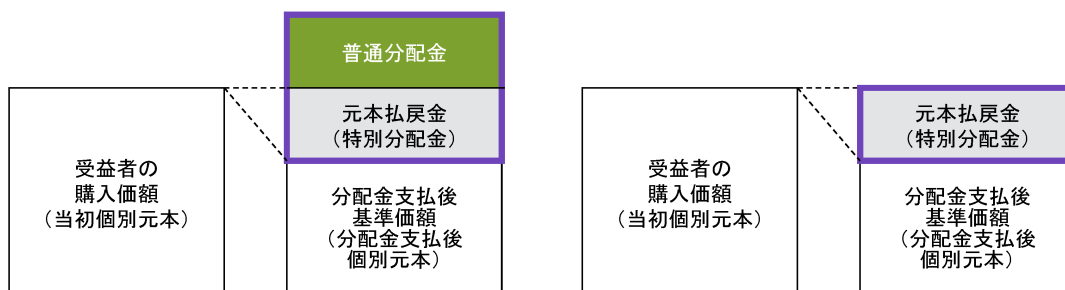 普通分配金
元本払戻金
（特別分配金）
受益者の
購入価額
（当初個別元本）
分配金支払後
基準価額
（分配金支払後
個別元本）
元本払戻金
（特別分配金）
受益者の
購入価額
（当初個別元本）
分配金支払後
基準価額
（分配金支払後
個別元本）